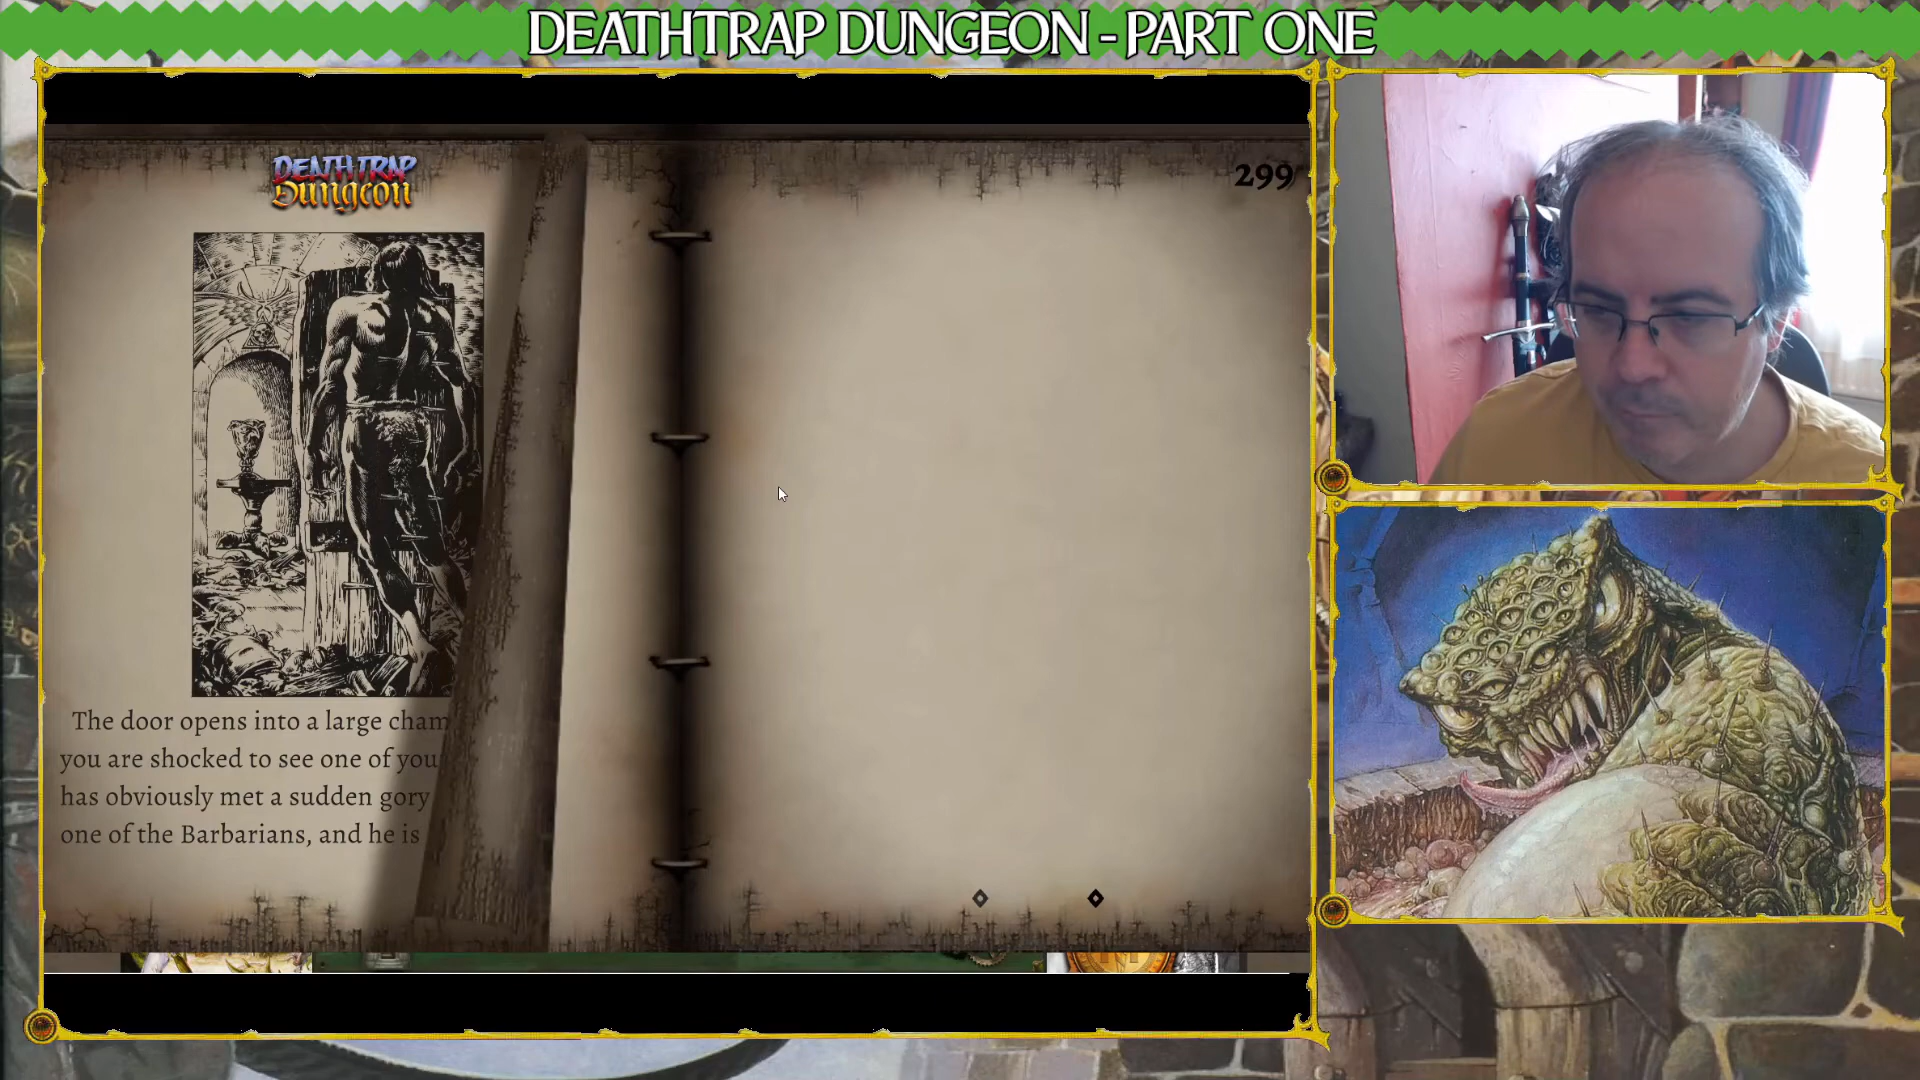 DEATHTRAP DUNGEON - PART ONE
DEATHTRAP
Dungeon
299
The door opens into a large cham
you are shocked to see one of you
has obviously met a sudden gory
one of the Barbarians, and he is